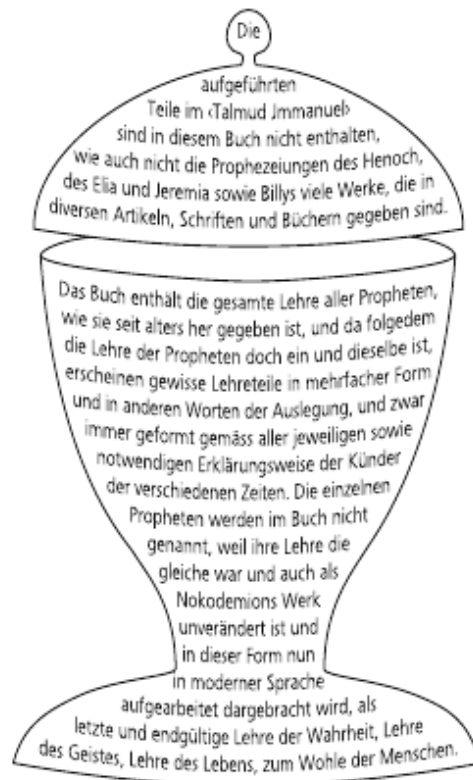 Die
aufgeführten
Teile im ‹Talmud Jmmanuel›
sind in diesem Buch nicht enthalten,
wie auch nicht die Prophezeiungen des Henoch,
des Elia und Jeremia sowie Billys viele Werke, die in
diversen Artikeln, Schriften und Büchern gegeben sind.
Das Buch enthält die gesamte Lehre aller Propheten,
wie sie seit alters her gegeben ist, und da folgedem
die Lehre der Propheten doch ein und dieselbe ist,
erscheinen gewisse Lehreteile in mehrfacher Form
und in anderen Worten der Auslegung, und zwar
immer geformt gemäss aller jeweiligen sowie
notwendigen Erklärungsweise der Künder
der verschiedenen Zeiten. Die einzelnen
Propheten werden im Buch nicht
genannt, weil ihre Lehre die
gleiche war und auch als
Nokodemions Werk
unverändert ist und
in dieser Form nun
in moderner Sprache
aufgearbeitet dargebracht wird, als
letzte und endgültige Lehre der Wahrheit, Lehre
des Geistes, Lehre des Lebens, zum Wohle der Menschen.